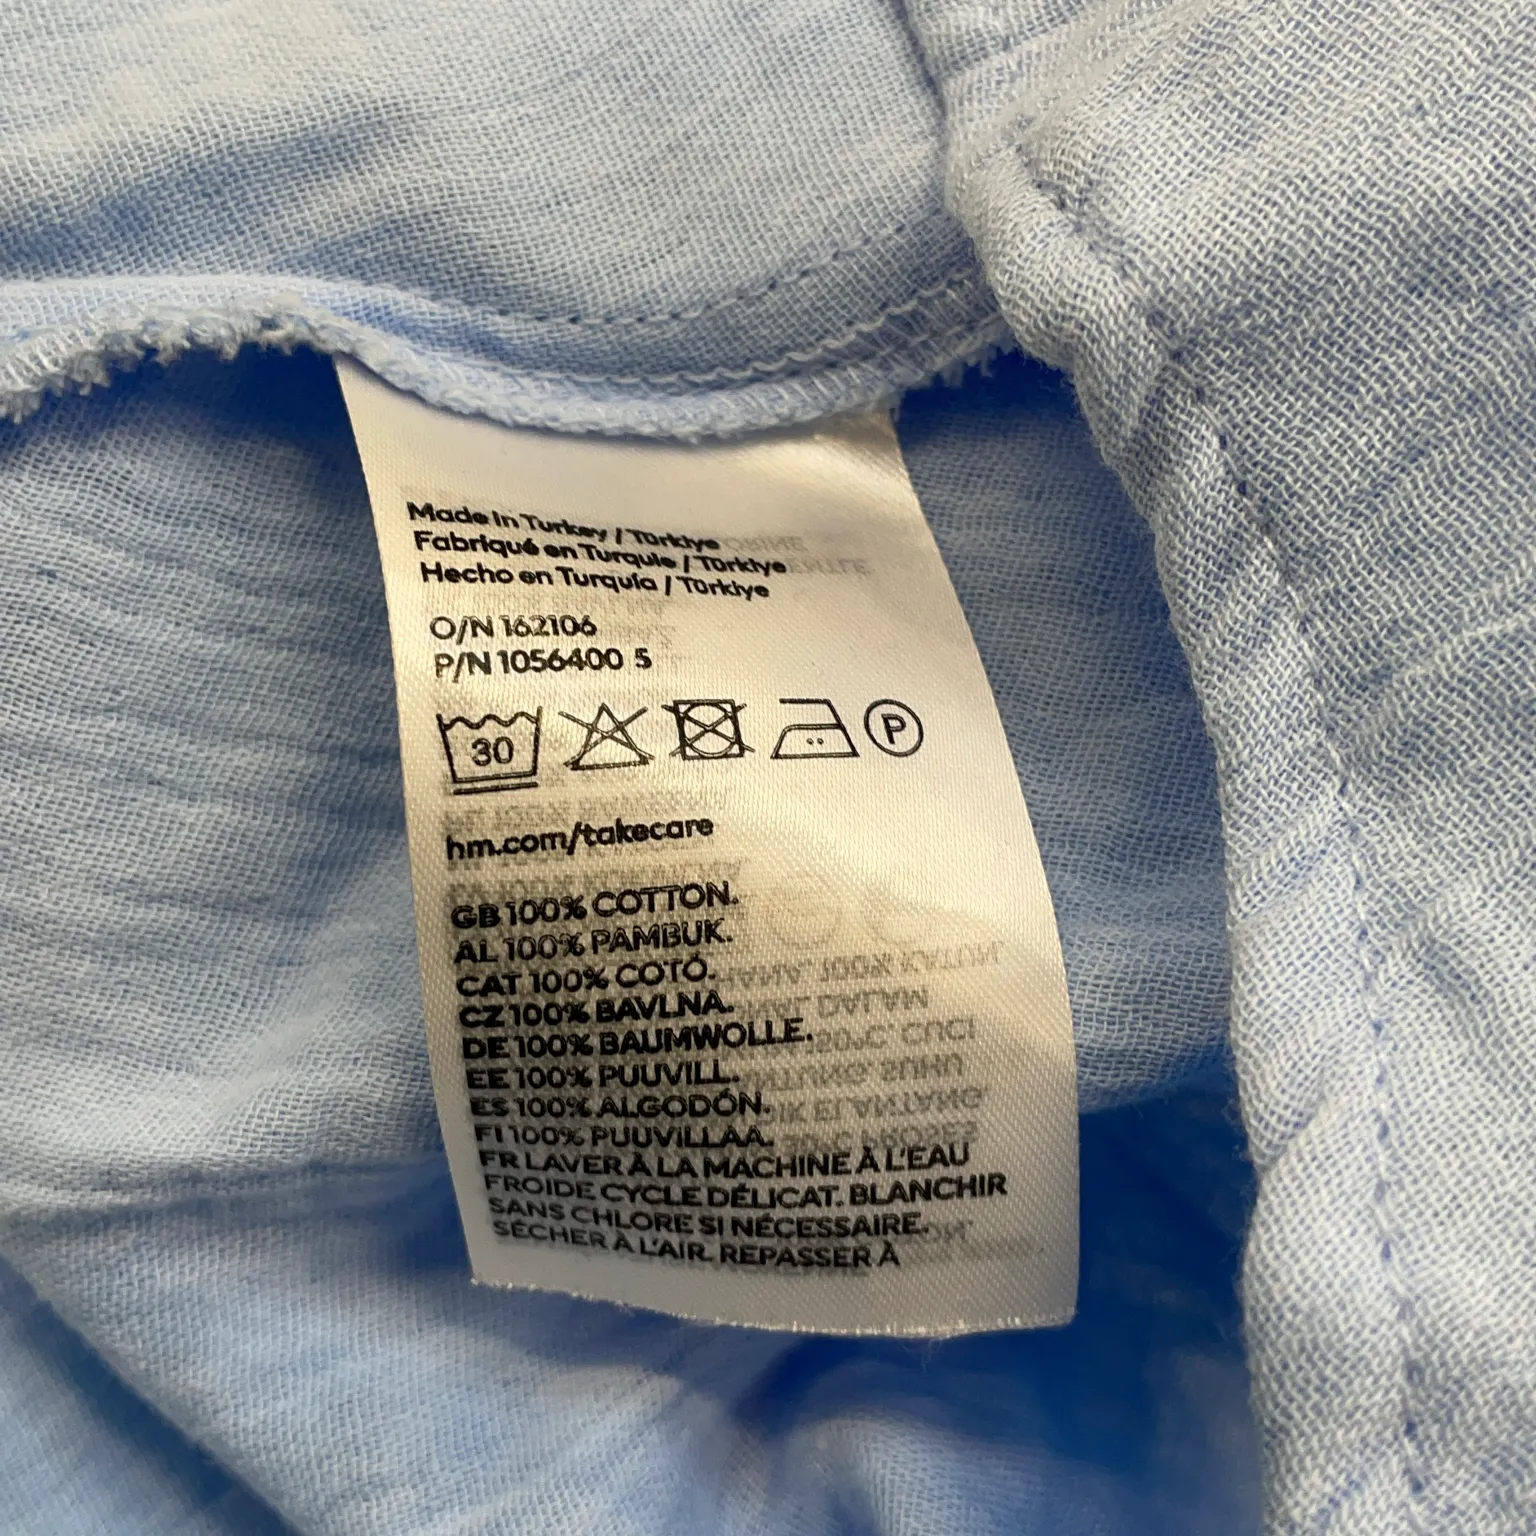 Made in Turkey / Türkiye
Fabriqué en Turquie / Türkiye
Hecho en Turquía / Türkiye
O/N 162106
P/N 1056400 5
30
P
hm.com/takecare
GB 100% COTTON.
AL 100% PAMBUK.
CAT 100% COTÓ.
CZ 100% BAVLNA.
DE 100% BAUMWOLLE.
EE 100% PUUVILL.
ES 100% ALGODÓN.
FI 100% PUUVILLAA.
FR LAVER À LA MACHINE À L'EAU
FROIDE CYCLE DÉLICAT. BLANCHIR
SANS CHLORE SI NÉCESSAIRE.
SÉCHER À L'AIR. REPASSER À